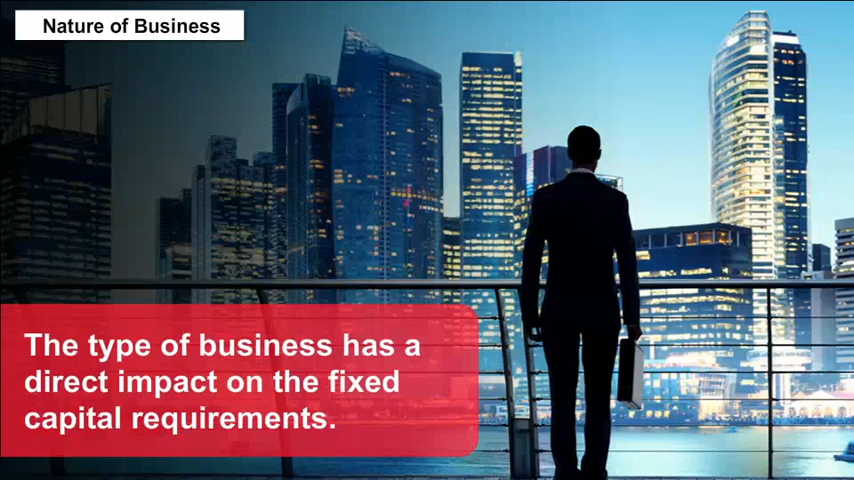 Nature of Business
The type of business has a
direct impact on the fixed
capital requirements.